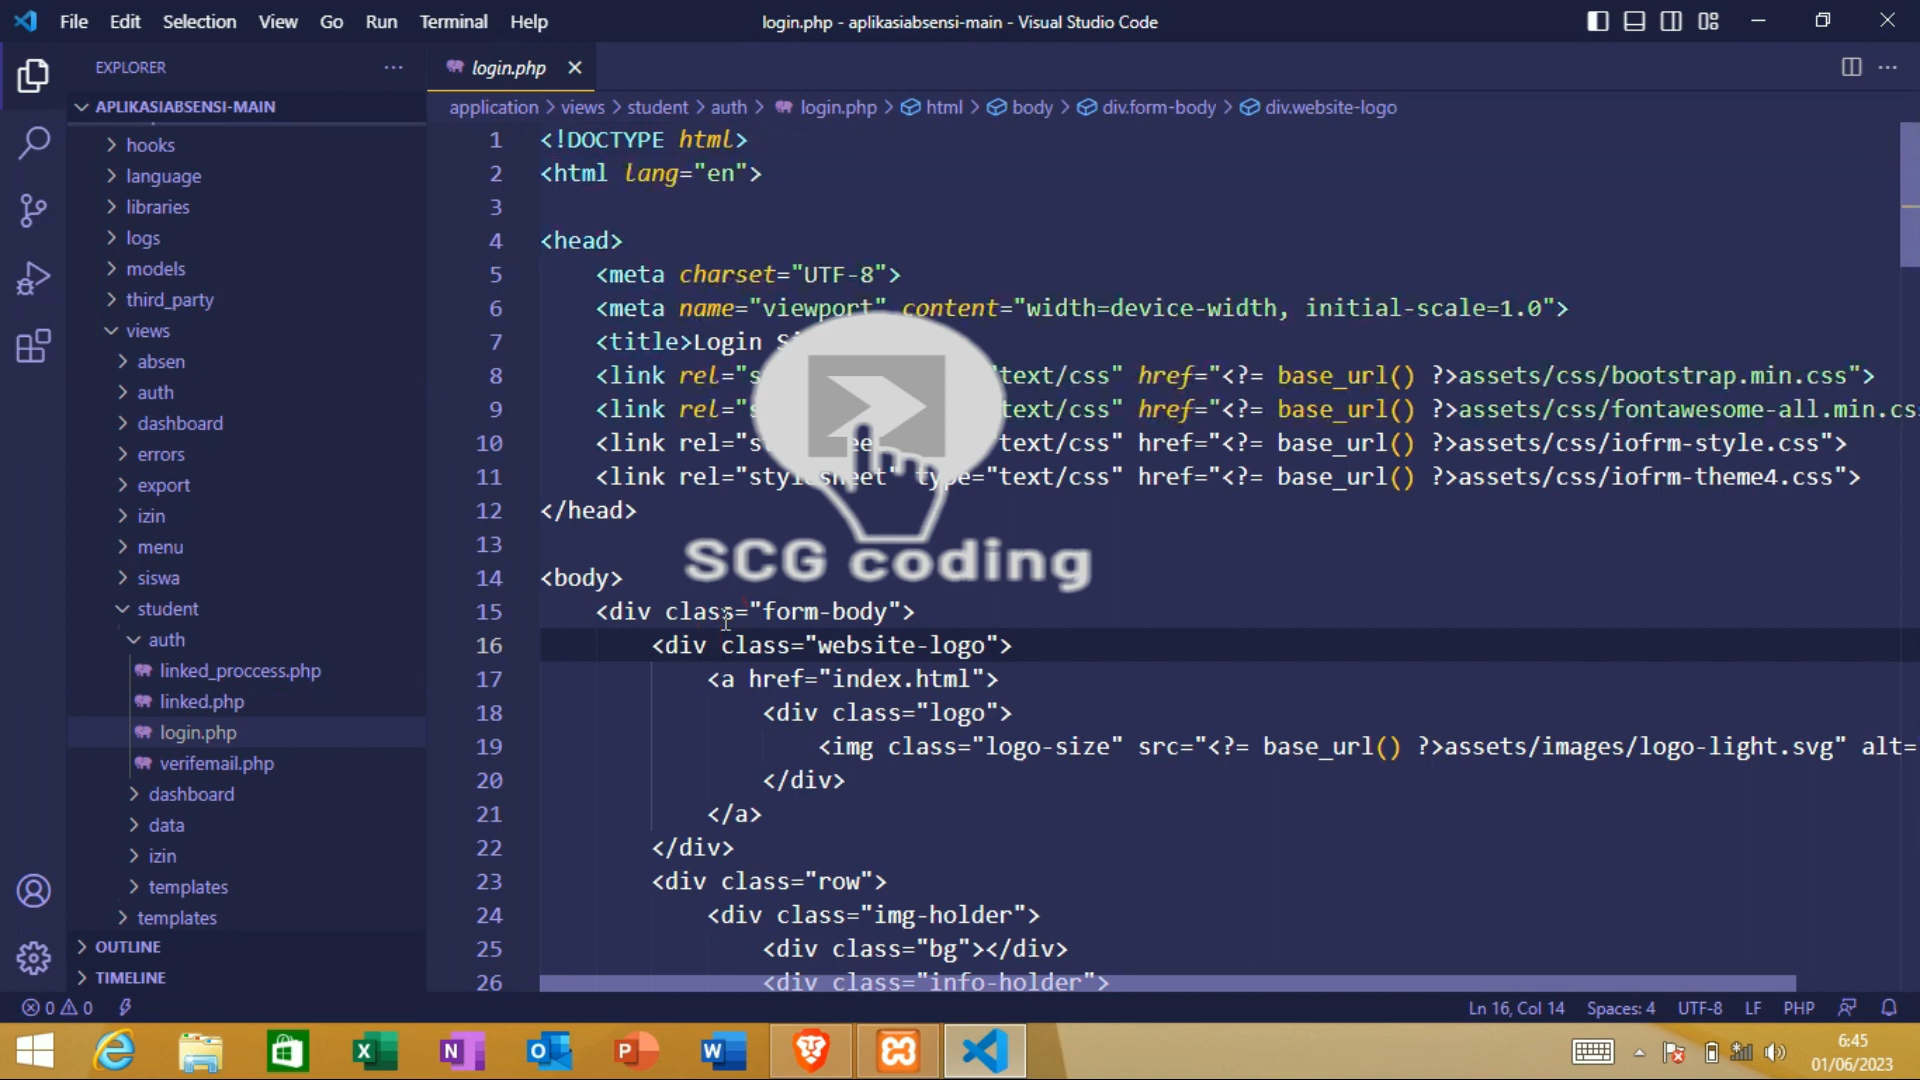 File Edit Selection View Go Run Terminal Help
login.php - aplikasiabsensi-main - Visual Studio Code
EXPLORER
APLIKASIABSENSI-MAIN
hooks
language
libraries
logs
models
third_party
views
absen
auth
dashboard
errors
export
izin
menu
siswa
student
auth
linked_proccess.php
linked.php
login.php
verifemail.php
dashboard
data
izin
templates
templates
OUTLINE
TIMELINE
login.php
application > views > student > auth > login.php > html > body > div.form-body > div.website-logo
1 <!DOCTYPE html>
2 <html lang="en">
3
4 <head>
5 <meta charset="UTF-8">
6 <meta name="viewport" content="width=device-width, initial-scale=1.0">
7 <title>Login
8 <link rel="s text/css" href="<?= base_url() ?>assets/css/bootstrap.min.css">
9 <link rel="s text/css" href="<?= base_url() ?>assets/css/fontawesome-all.min.cs
10 <link rel="st ee text/css" href="<?= base_url() ?>assets/css/iofrm-style.css">
11 <link rel="stylesheet" type="text/css" href="<?= base_url() ?>assets/css/iofrm-theme4.css">
12 </head>
13
14 <body>
15 <div class="form-body">
16 <div class="website-logo">
17 <a href="index.html">
18 <div class="logo">
19 <img class="logo-size" src="<?= base_url() ?>assets/images/logo-light.svg" alt=
20 </div>
21 </a>
22 </div>
23 <div class="row">
24 <div class="img-holder">
25 <div class="bg"></div>
26 <div class="info-holder">
SCG coding
0 0
Ln 16, Col 14 Spaces: 4 UTF-8 LF PHP
6:45
01/06/2023